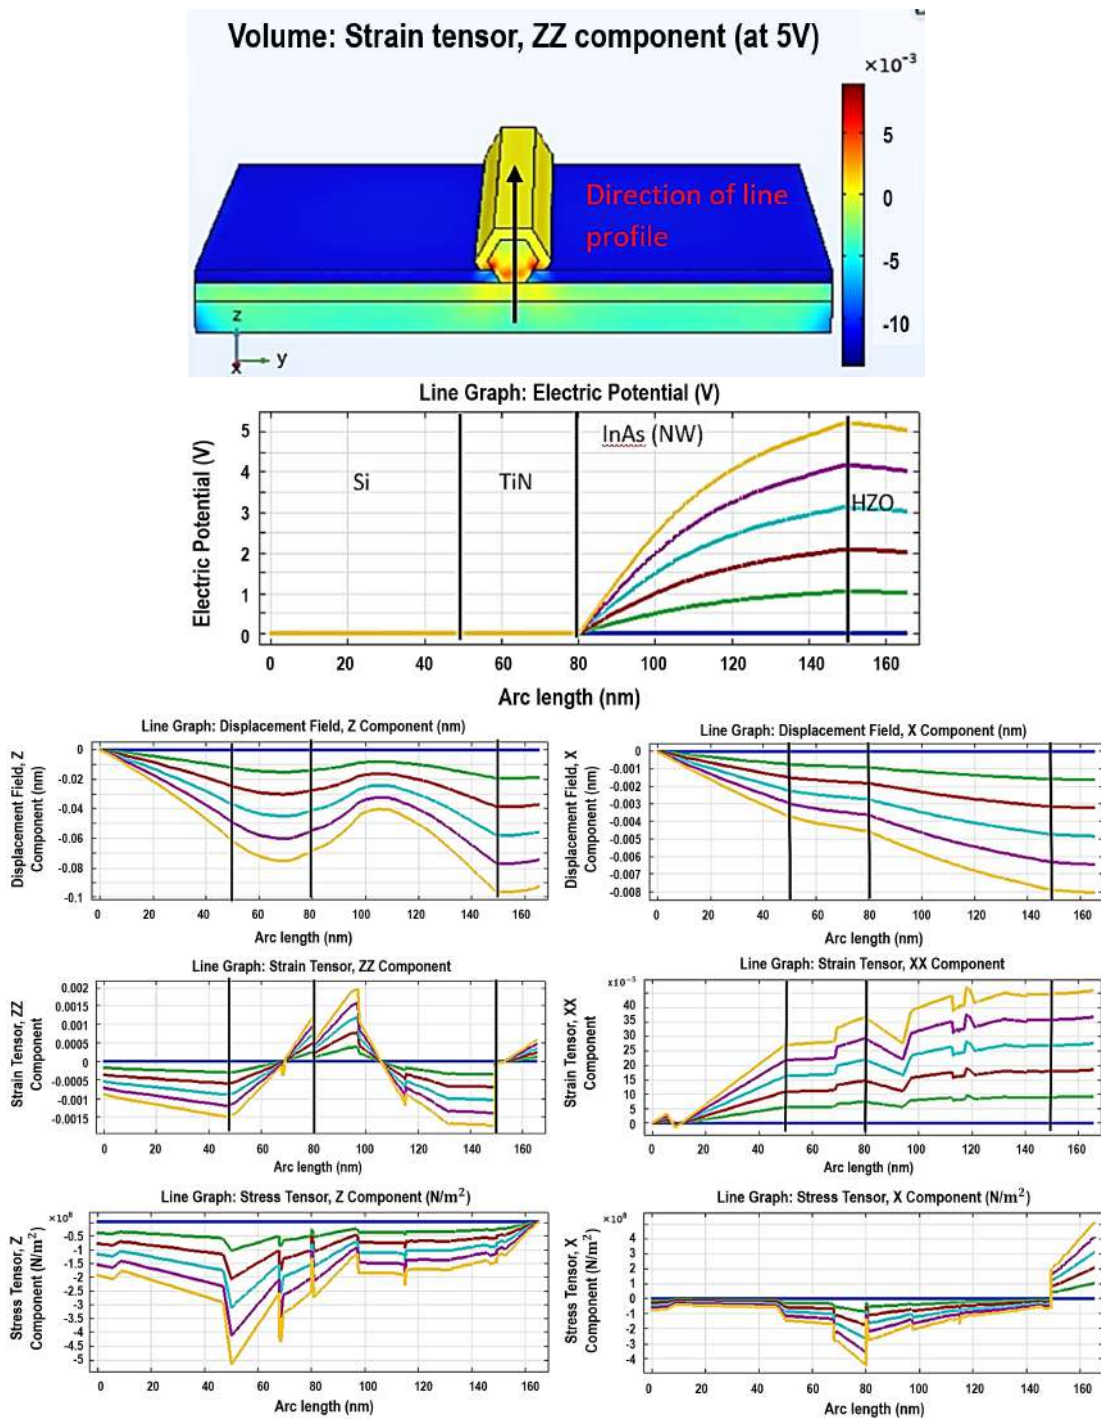 Volume: Strain tensor, ZZ component (at 5V)
×10⁻³
5
0
-5
-10
Direction of line
profile
z
y
x
Line Graph: Electric Potential (V)
Electric Potential (V)
5
4
3
2
1
0
Si
TiN
InAs (NW)
HZO
0 20 40 60 80 100 120 140 160
Arc length (nm)
Line Graph: Displacement Field, Z Component (nm)
Displacement Field, Z
Component (nm)
0
-0.02
-0.04
-0.06
-0.08
-0.1
0 20 40 60 80 100 120 140 160
Arc length (nm)
Line Graph: Displacement Field, X Component (nm)
Displacement Field, X
Component (nm)
0
-0.001
-0.002
-0.003
-0.004
-0.005
-0.006
-0.007
-0.008
0 20 40 60 80 100 120 140 160
Arc length (nm)
Line Graph: Strain Tensor, ZZ Component
Strain Tensor, ZZ
Component
0.002
0.0015
0.001
0.0005
0
-0.0005
-0.001
-0.0015
0 20 40 60 80 100 120 140 160
Arc length (nm)
Line Graph: Strain Tensor, XX Component
Strain Tensor, XX
Component
×10⁻⁵
35
30
25
20
15
10
5
0
0 20 40 60 80 100 120 140 160
Arc length (nm)
Line Graph: Stress Tensor, Z Component (N/m²)
Stress Tensor, Z
Component (N/m²)
×10⁸
-0.5
-1
-1.5
-2
-2.5
-3
-3.5
-4
-4.5
-5
0 20 40 60 80 100 120 140 160
Arc length (nm)
Line Graph: Stress Tensor, X Component (N/m²)
Stress Tensor, X
Component (N/m²)
×10⁸
4
3
2
1
0
-1
-2
-3
-4
0 20 40 60 80 100 120 140 160
Arc length (nm)